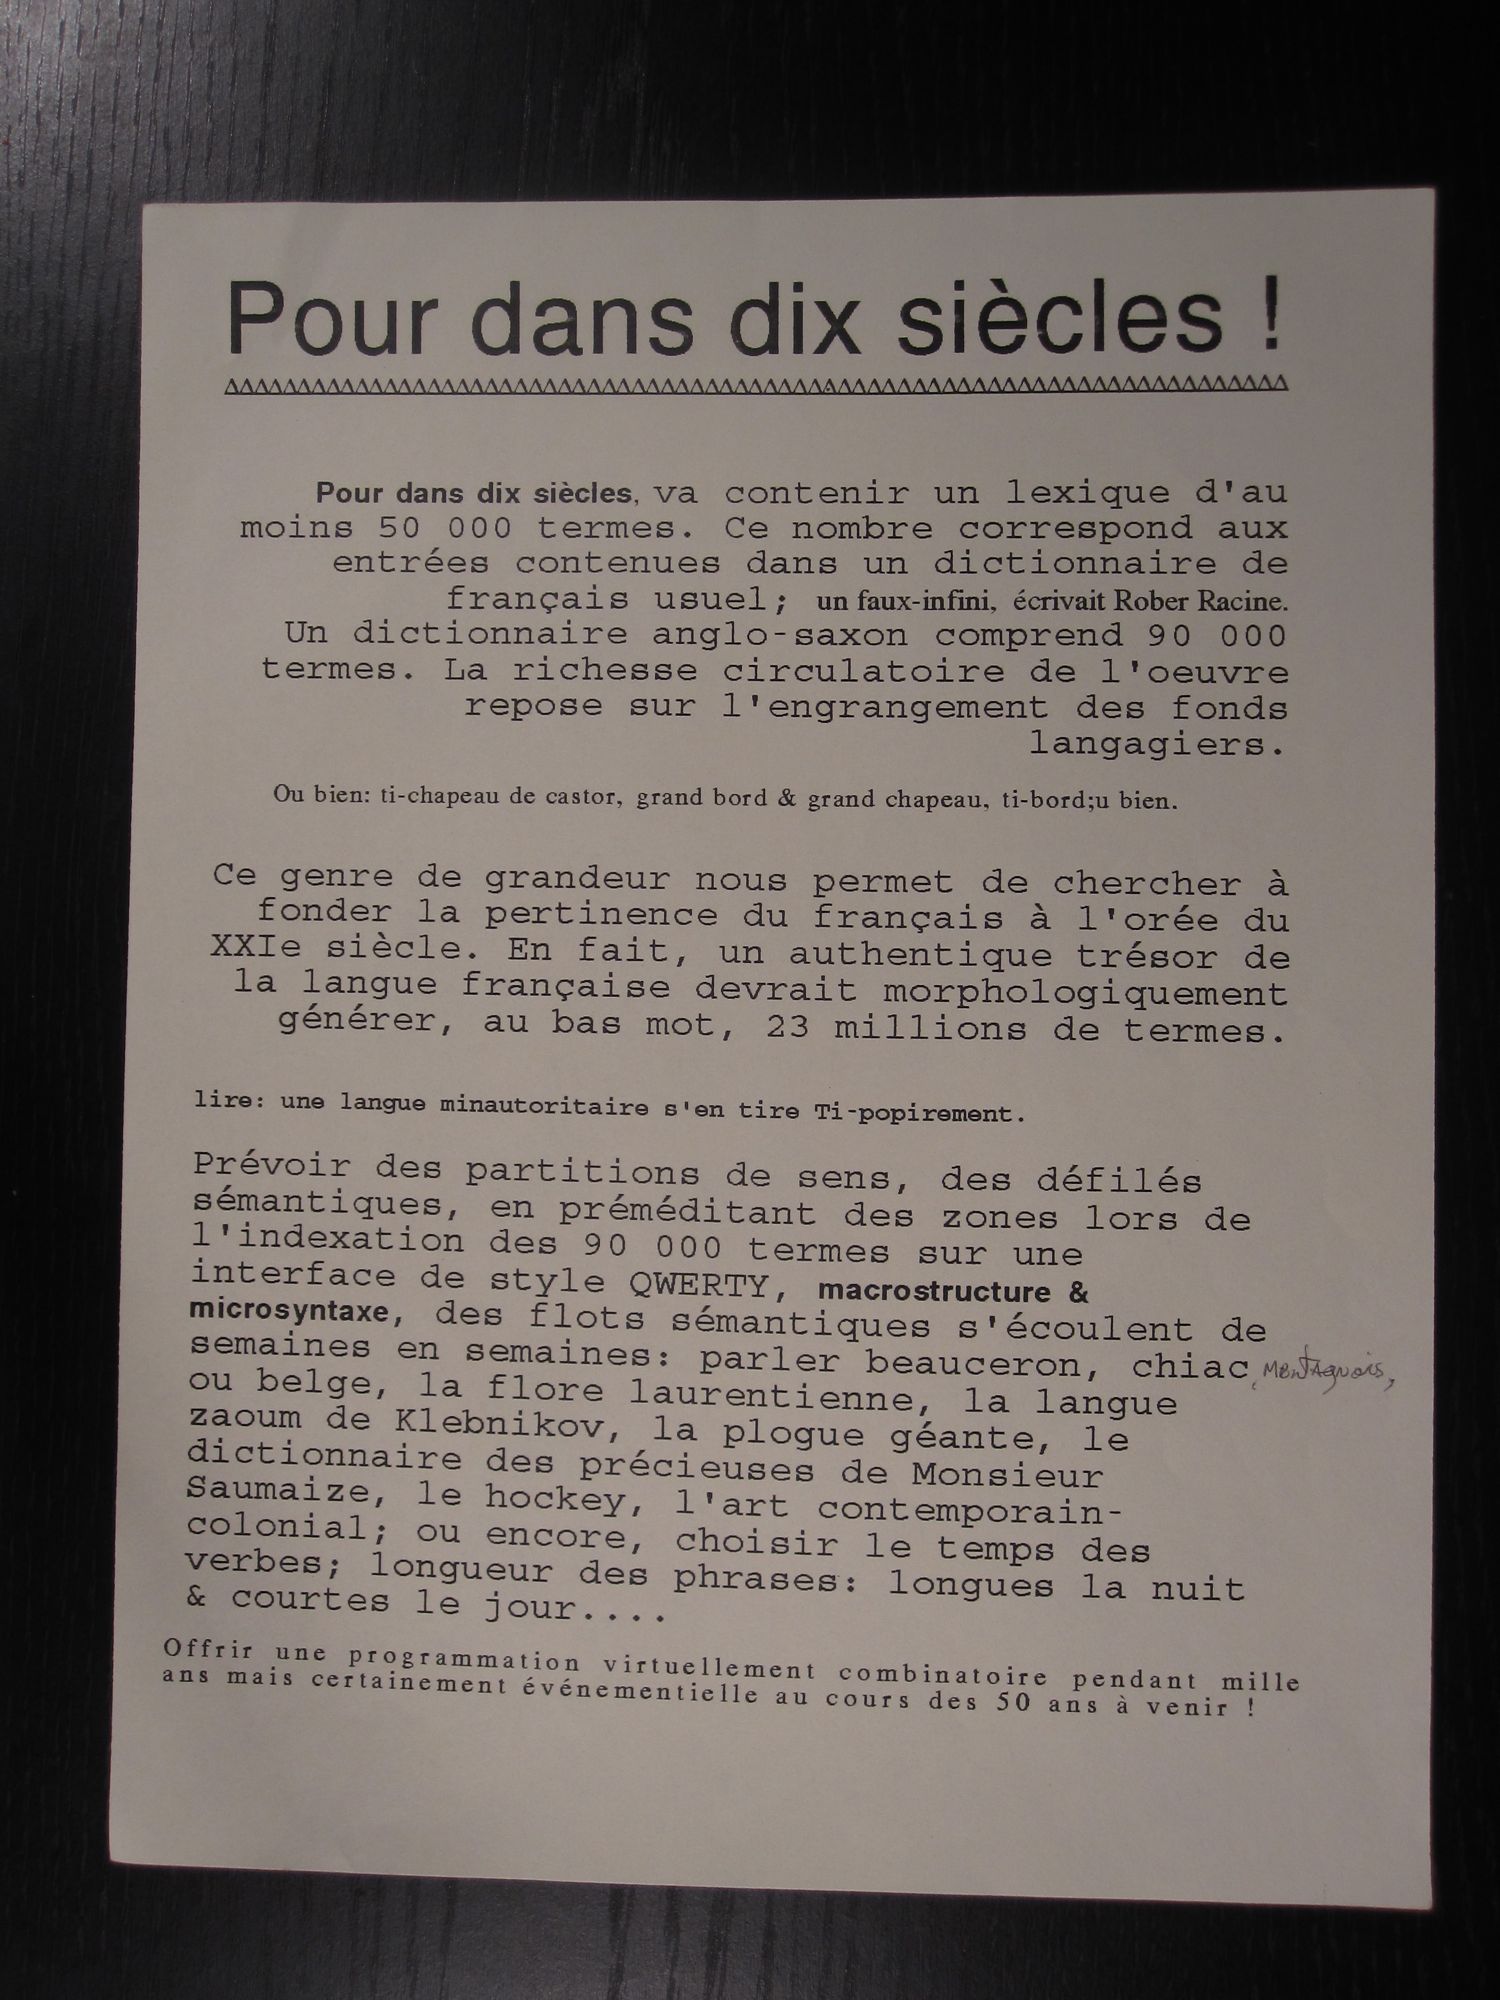 Pour dans dix siècles !
Pour dans dix siècles, va contenir un lexique d'au
moins 50 000 termes. Ce nombre correspond aux
entrées contenues dans un dictionnaire de
français usuel; un faux-infini, écrivait Rober Racine.
Un dictionnaire anglo-saxon comprend 90 000
termes. La richesse circulatoire de l'oeuvre
repose sur l'engrangement des fonds
langagiers.
Ou bien: ti-chapeau de castor, grand bord & grand chapeau, ti-bord;u bien.
Ce genre de grandeur nous permet de chercher à
fonder la pertinence du français à l'orée du
XXIe siècle. En fait, un authentique trésor de
la langue française devrait morphologiquement
générer, au bas mot, 23 millions de termes.
lire: une langue minautoritaire s'en tire Ti-popirement.
Prévoir des partitions de sens, des défilés
sémantiques, en préméditant des zones lors de
l'indexation des 90 000 termes sur une
interface de style QWERTY, macrostructure &
microsyntaxe, des flots sémantiques s'écoulent de
semaines en semaines: parler beauceron, chiac, Montagnais,
ou belge, la flore laurentienne, la langue
zaoum de Klebnikov, la plogue géante, le
dictionnaire des précieuses de Monsieur
Saumaize, le hockey, l'art contemporain-
colonial; ou encore, choisir le temps des
verbes; longueur des phrases: longues la nuit
& courtes le jour....
Offrir une programmation virtuellement combinatoire pendant mille
ans mais certainement événementielle au cours des 50 ans à venir !